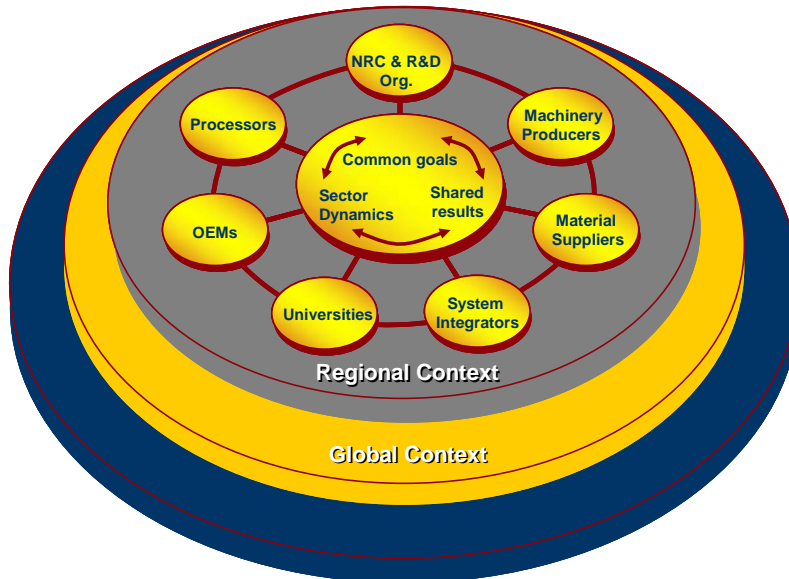 NRC & R&D
Org.
Processors
Machinery
Producers
Common goals
Sector
Dynamics
Shared
results
OEMs
Material
Suppliers
Universities
System
Integrators
Regional Context
Global Context